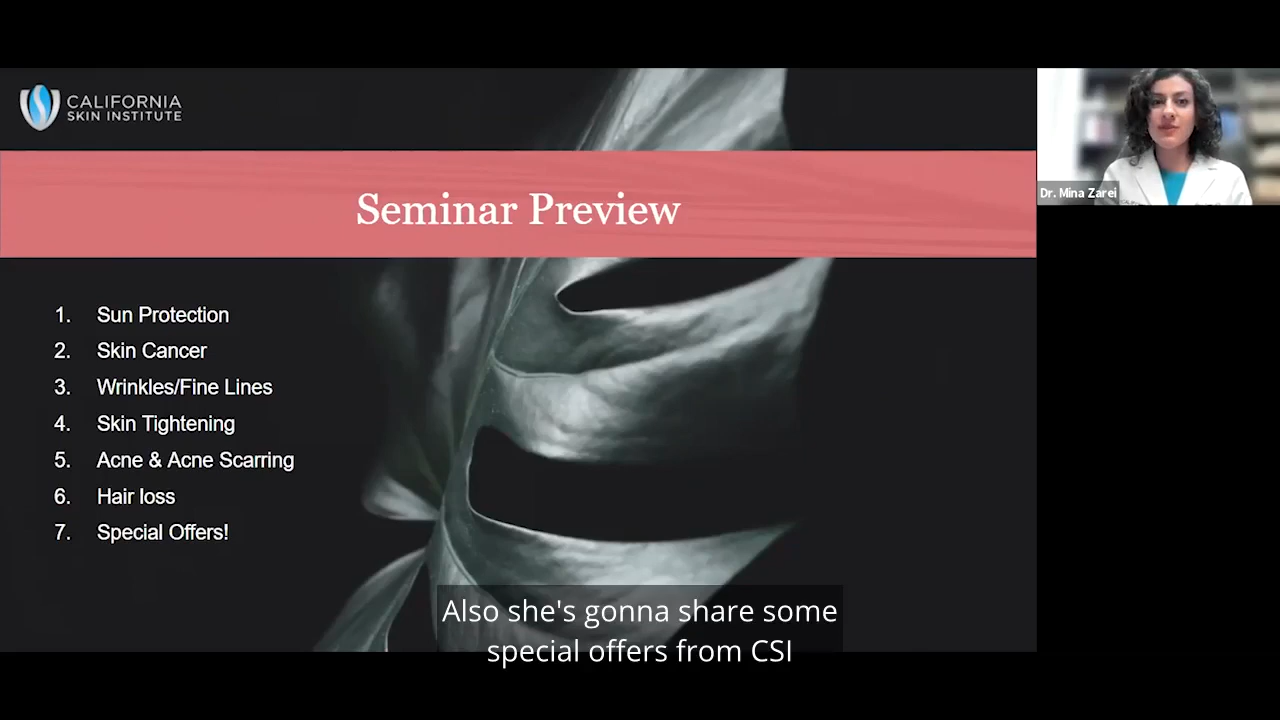 CALIFORNIA
SKIN INSTITUTE
Seminar Preview
Dr. Mina Zarei
1. Sun Protection
2. Skin Cancer
3. Wrinkles/Fine Lines
4. Skin Tightening
5. Acne & Acne Scarring
6. Hair loss
7. Special Offers!
Also she's gonna share some
special offers from CSI